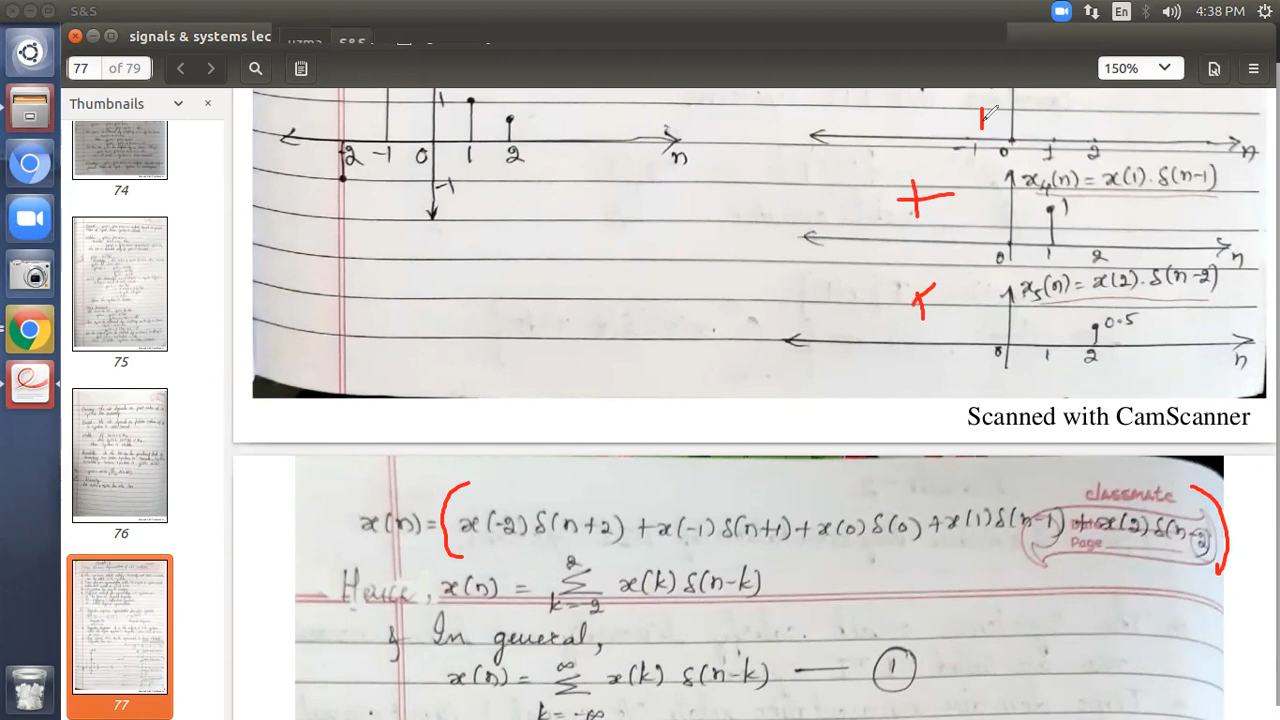 S&S
En
4:38 PM
signals & systems lec
S&S
77 of 79
150%
Thumbnails
74
75
76
77
1
-2 -1 0 1 2 n
-1
-1 0 1 2 n
x₄(n) = x(1). δ(n-1)
1
0 1 2 n
x₅(n) = x(2). δ(n-2)
0.5
0 1 2 n
Scanned with CamScanner
classmate
Page
x(n) = x(-2) δ(n+2) + x(-1) δ(n+1) + x(0) δ(0) + x(1) δ(n-1) + x(2) δ(n-2)
Hence, x(n) = 2 Σ k=-2 x(k) δ(n-k)
& In general,
x(n) = ∞ Σ k=-∞ x(k) δ(n-k) — 1